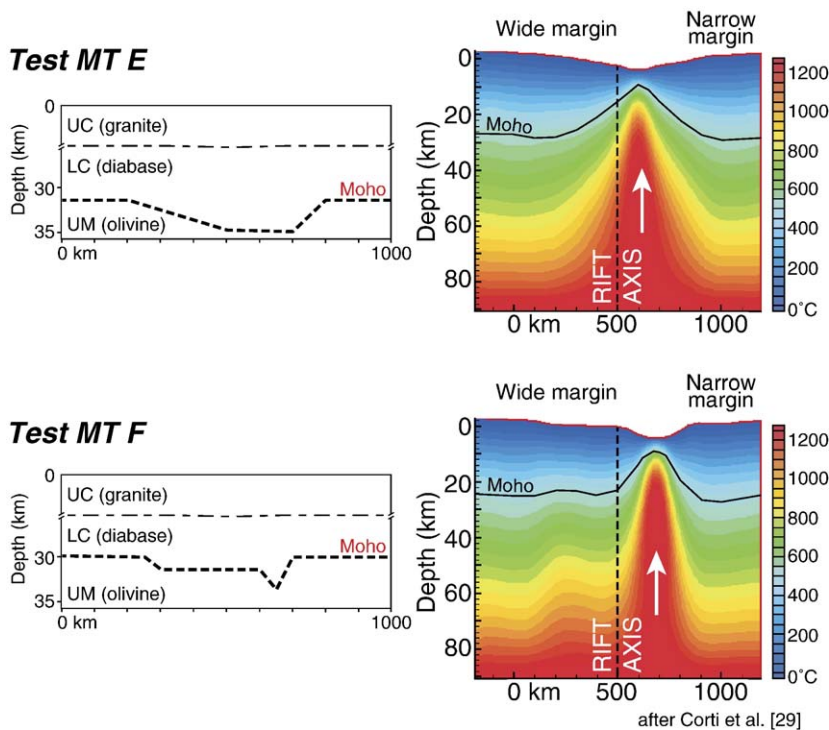 Test MT E
0
UC (granite)
LC (diabase)
30
Moho
UM (olivine)
35
0 km
1000
Depth (km)
Wide margin
Narrow
margin
0
20
40
60
80
Depth (km)
Moho
RIFT
AXIS
0 km
500
1000
1200
1000
800
600
400
200
0°C
Test MT F
0
UC (granite)
LC (diabase)
30
Moho
UM (olivine)
35
0 km
1000
Depth (km)
Wide margin
Narrow
margin
0
20
40
60
80
Depth (km)
Moho
RIFT
AXIS
0 km
500
1000
1200
1000
800
600
400
200
0°C
after Corti et al. [29]